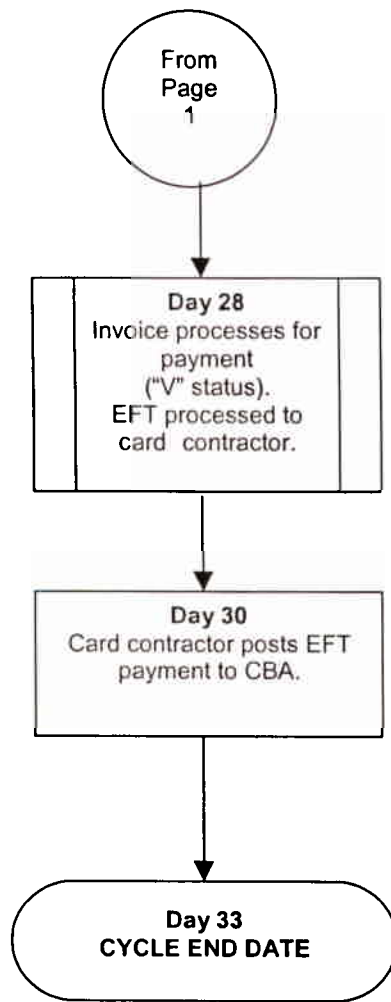 From
Page
1
Day 28
Invoice processes for
payment
("V" status).
EFT processed to
card contractor.
Day 30
Card contractor posts EFT
payment to CBA.
Day 33
CYCLE END DATE